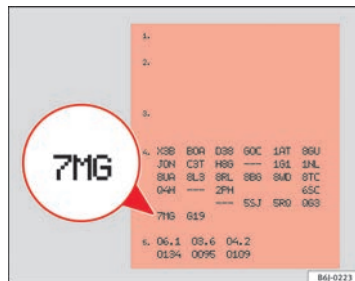 1.
2.
3.
4. X3B B0A D38 G0C 1AT 8GU
J0N C3T H8G --- 1G1 1NL
8UA 8L3 8RL 8BG 8WD 8TC
04H --- 2PH 6SC
--- 5SJ 5R0 0G3
7MG G19
5. 06.1 03.6 04.2
0134 0095 0109
7MG
B6J-0223